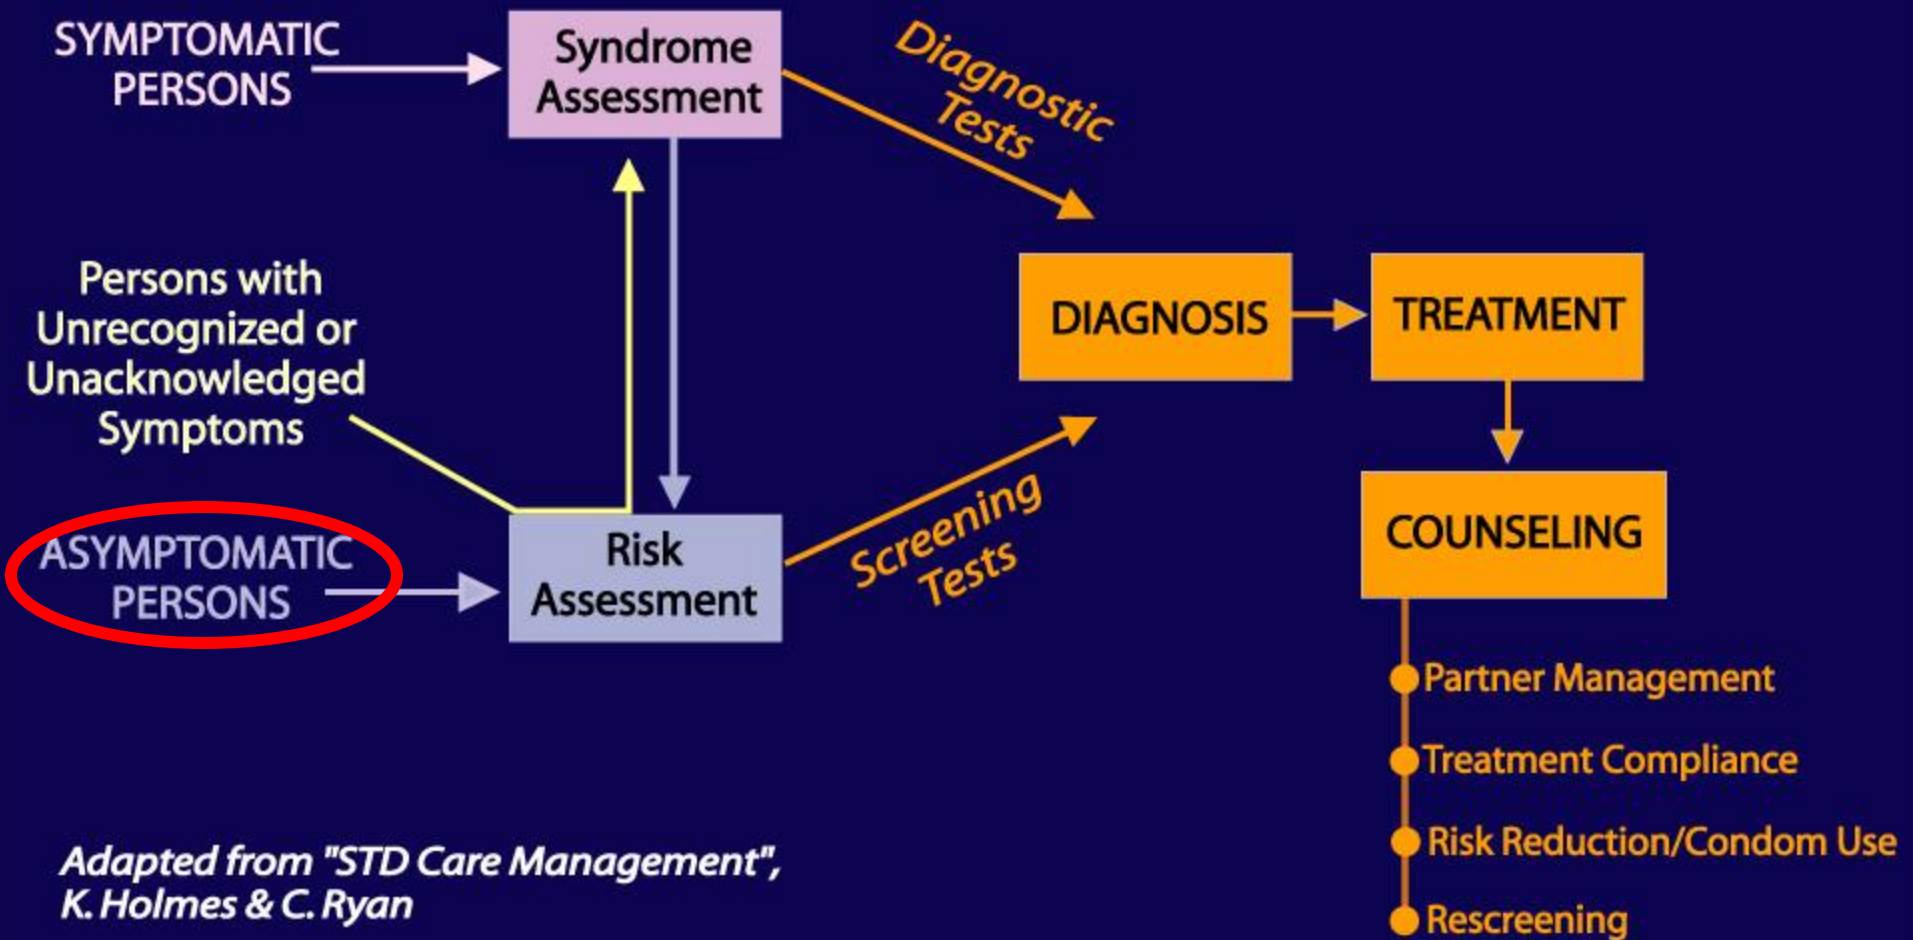 SYMPTOMATIC
PERSONS
Syndrome
Assessment
Diagnostic
Tests
Persons with
Unrecognized or
Unacknowledged
Symptoms
DIAGNOSIS
TREATMENT
ASYMPTOMATIC
PERSONS
Risk
Assessment
Screening
Tests
COUNSELING
Partner Management
Treatment Compliance
Risk Reduction/Condom Use
Rescreening
Adapted from "STD Care Management",
K. Holmes & C. Ryan